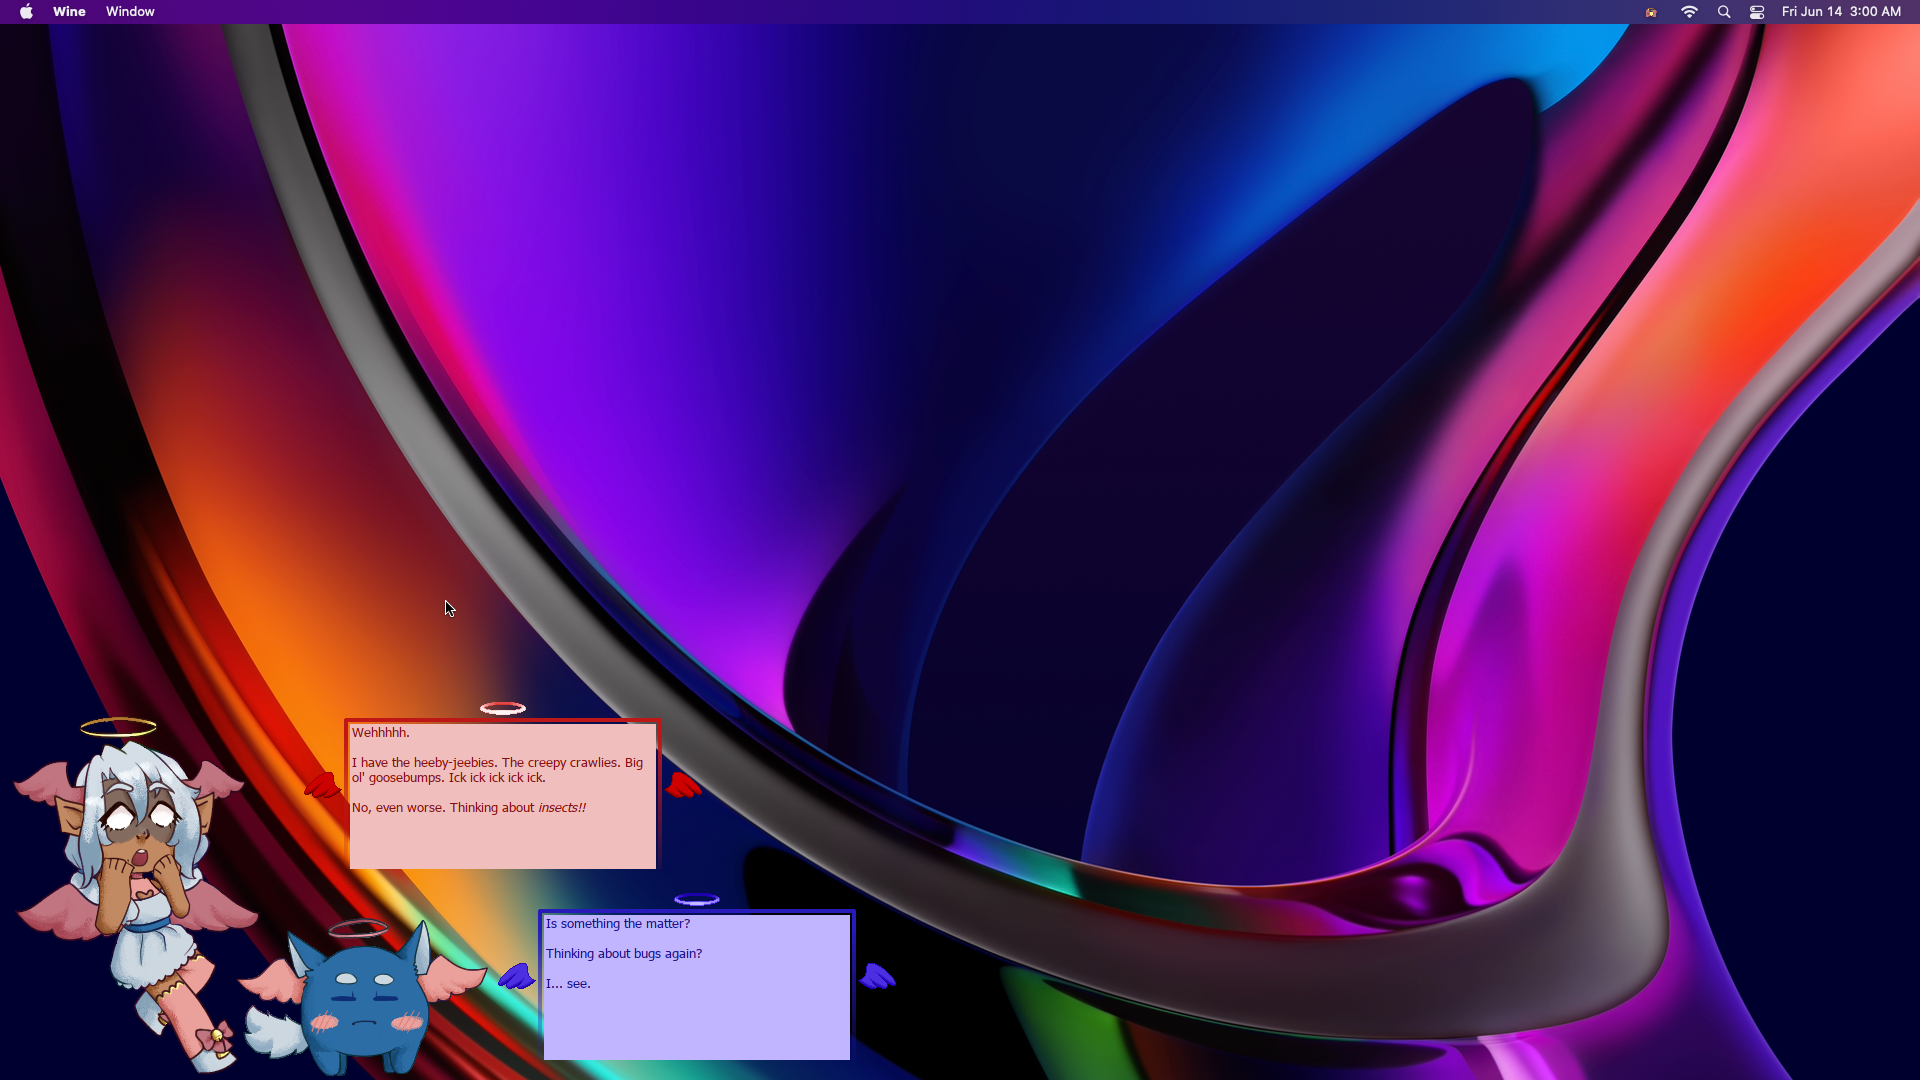 Wine Window Fri Jun 14 3:00 AM
Wehhhhh.
I have the heeby-jeebies. The creepy crawlies. Big
ol' goosebumps. Ick ick ick ick ick.
No, even worse. Thinking about insects!!
Is something the matter?
Thinking about bugs again?
I... see.